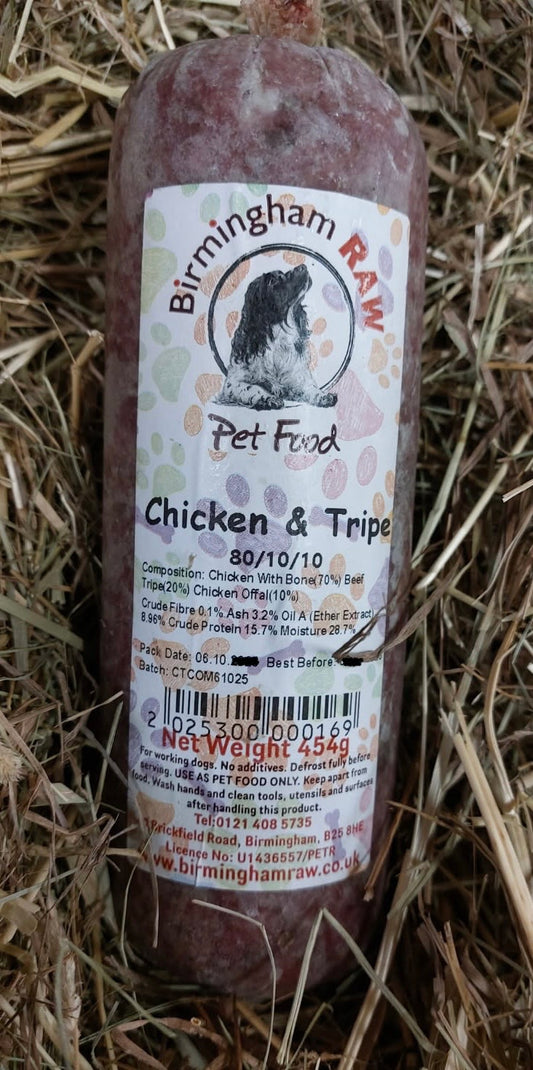 Birmingham RAW
Pet Food
Chicken & Tripe
80/10/10
Composition: Chicken With Bone(70%) Beef
Tripe(20%) Chicken Offal(10%)
Crude Fibre 0.1% Ash 3.2% Oil A (Ether Extract)
8.96% Crude Protein 15.7% Moisture 28.7%
Pack Date: 06.10. Best Before:
Batch: CTCOM61025
2 025300 000169
Net Weight 454g
For working dogs. No additives. Defrost fully before
serving. USE AS PET FOOD ONLY. Keep apart from
food. Wash hands and clean tools, utensils and surfaces
after handling this product.
Tel:0121 408 5735
Brickfield Road, Birmingham, B25 8HE
Licence No: U1436557/PETR
www.birminghamraw.co.uk